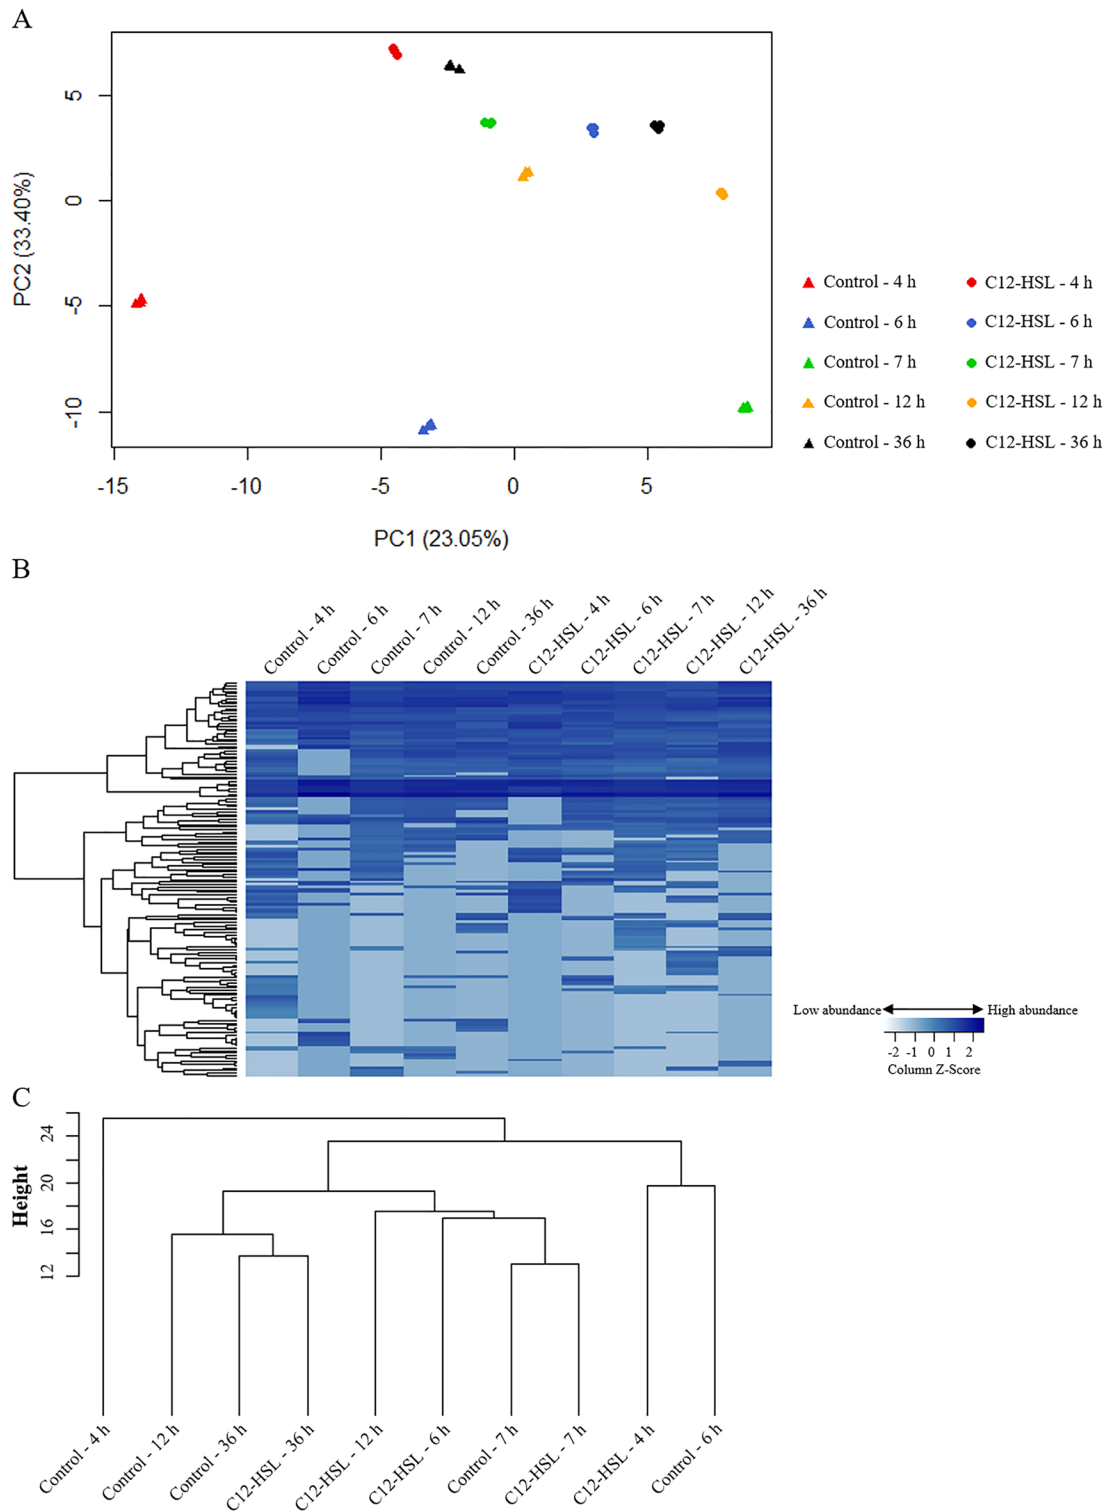 A
5
0
-5
-10
PC2 (33.40%)
-15 -10 -5 0 5
PC1 (23.05%)
Control - 4 h C12-HSL - 4 h
Control - 6 h C12-HSL - 6 h
Control - 7 h C12-HSL - 7 h
Control - 12 h C12-HSL - 12 h
Control - 36 h C12-HSL - 36 h
B
Control - 4 h
Control - 6 h
Control - 7 h
Control - 12 h
Control - 36 h
C12-HSL - 4 h
C12-HSL - 6 h
C12-HSL - 7 h
C12-HSL - 12 h
C12-HSL - 36 h
Low abundance High abundance
-2 -1 0 1 2
Column Z-Score
C
Height
24
20
16
12
Control - 4 h
Control - 12 h
Control - 36 h
C12-HSL - 36 h
C12-HSL - 12 h
C12-HSL - 6 h
Control - 7 h
C12-HSL - 7 h
C12-HSL - 4 h
Control - 6 h